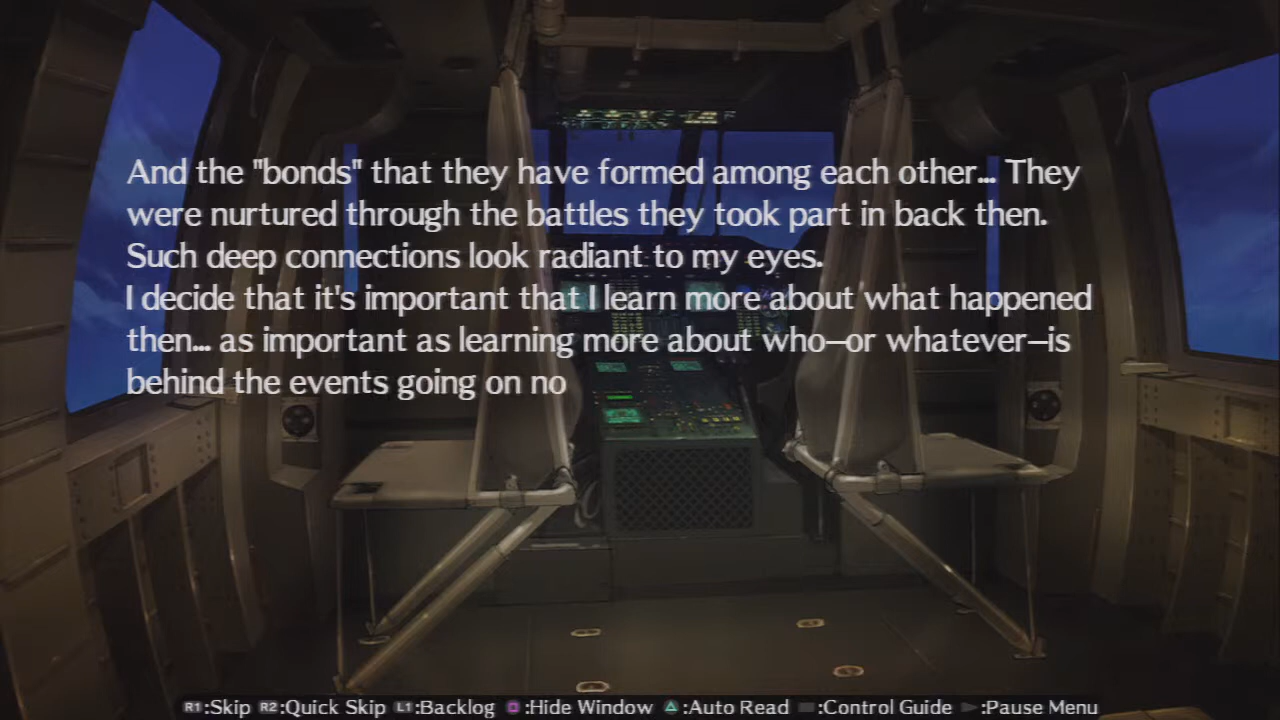 And the "bonds" that they have formed among each other... They
were nurtured through the battles they took part in back then.
Such deep connections look radiant to my eyes.
I decide that it's important that I learn more about what happened
then... as important as learning more about who—or whatever—is
behind the events going on no
R1:Skip R2:Quick Skip L1:Backlog :Hide Window :Auto Read :Control Guide :Pause Menu